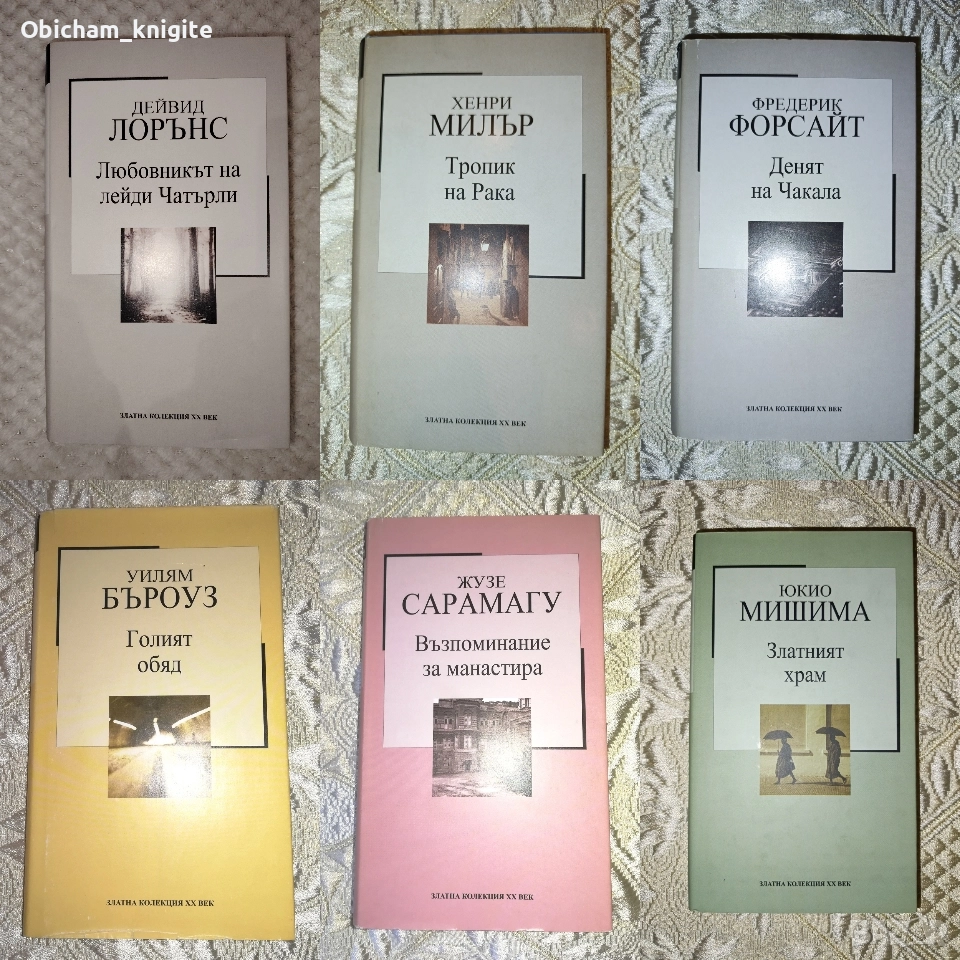 Obicham_knigite
ДЕЙВИД
ЛОРЪНС
Любовникът на
лейди Чатърли
ЗЛАТНА КОЛЕКЦИЯ XX ВЕК
ХЕНРИ
МИЛЪР
Тропик
на Рака
ЗЛАТНА КОЛЕКЦИЯ XX ВЕК
ФРЕДЕРИК
ФОРСАЙТ
Денят
на Чакала
ЗЛАТНА КОЛЕКЦИЯ XX ВЕК
УИЛЯМ
БЪРОУЗ
Голият
обяд
ЗЛАТНА КОЛЕКЦИЯ XX ВЕК
ЖУЗЕ
САРАМАГУ
Възпоминание
за манастира
ЗЛАТНА КОЛЕКЦИЯ XX ВЕК
ЮКИО
МИШИМА
Златният
храм
ЗЛАТНА КОЛЕКЦИЯ XX ВЕК